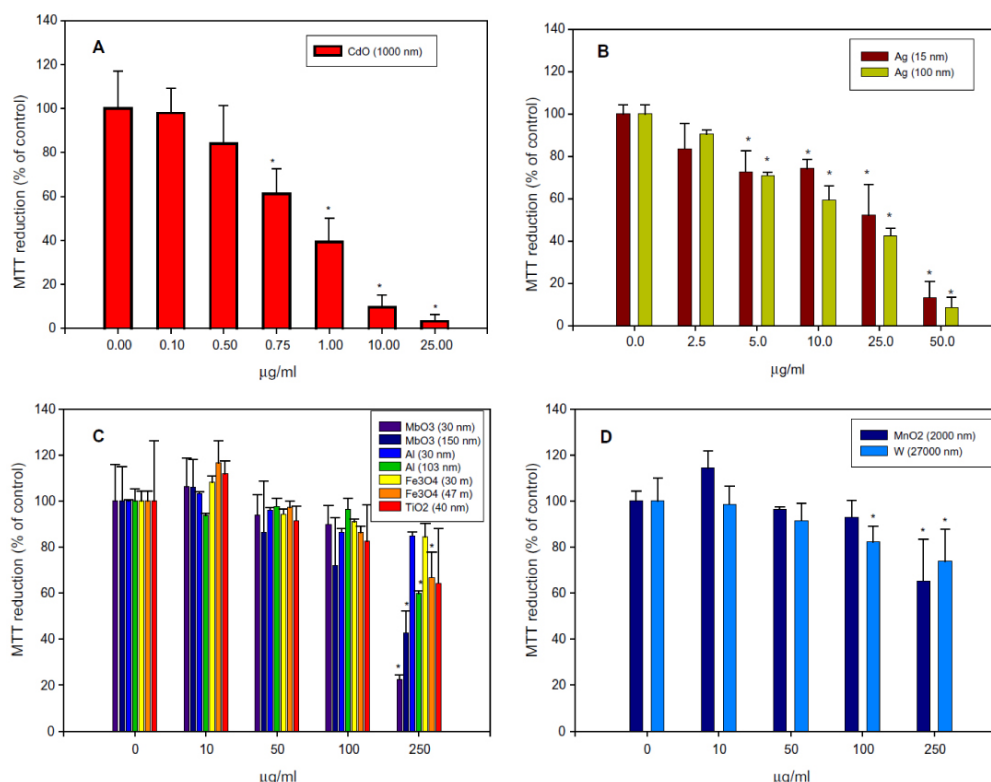 A
CdO (1000 nm)
MTT reduction (% of control)
140
120
100
80
60
40
20
0
*
*
*
*
0.00 0.10 0.50 0.75 1.00 10.00 25.00
µg/ml
B
Ag (15 nm)
Ag (100 nm)
MTT reduction (% of control)
140
120
100
80
60
40
20
0
* * * * * * * *
0.0 2.5 5.0 10.0 25.0 50.0
µg/ml
C
MbO3 (30 nm)
MbO3 (150 nm)
Al (30 nm)
Al (103 nm)
Fe3O4 (30 m)
Fe3O4 (47 m)
TiO2 (40 nm)
MTT reduction (% of control)
140
120
100
80
60
40
20
0
* * * *
0 10 50 100 250
µg/ml
D
MnO2 (2000 nm)
W (27000 nm)
MTT reduction (% of control)
140
120
100
80
60
40
20
0
* * *
0 10 50 100 250
µg/ml